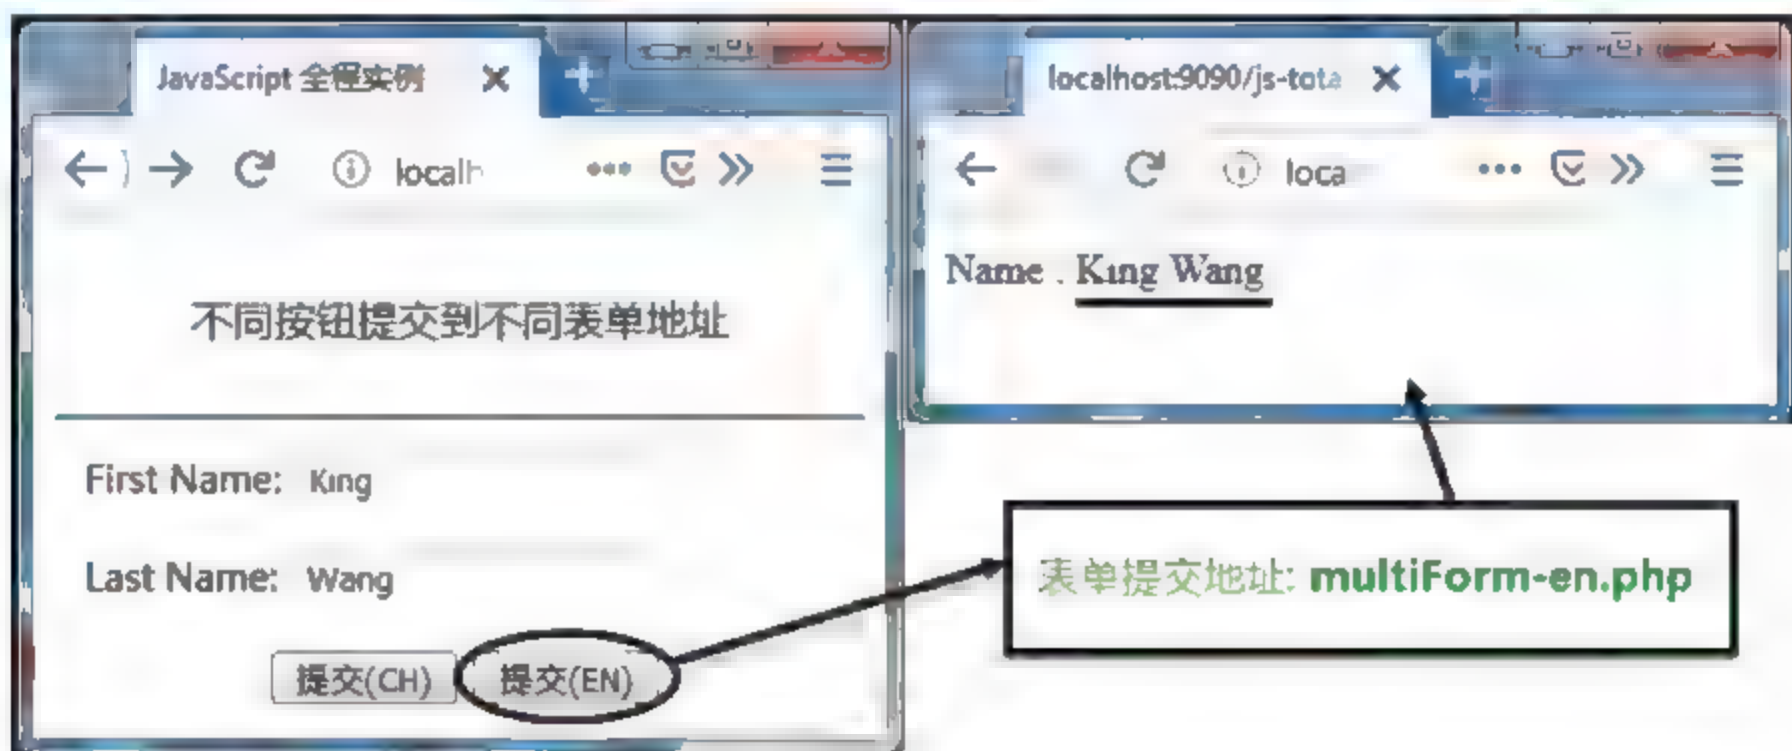 JavaScript 全程实例
localh
不同按钮提交到不同表单地址
First Name: King
Last Name: Wang
提交(CH) 提交(EN)
localhost:9090/js-tota
loca
Name : King Wang
表单提交地址: multiForm-en.php